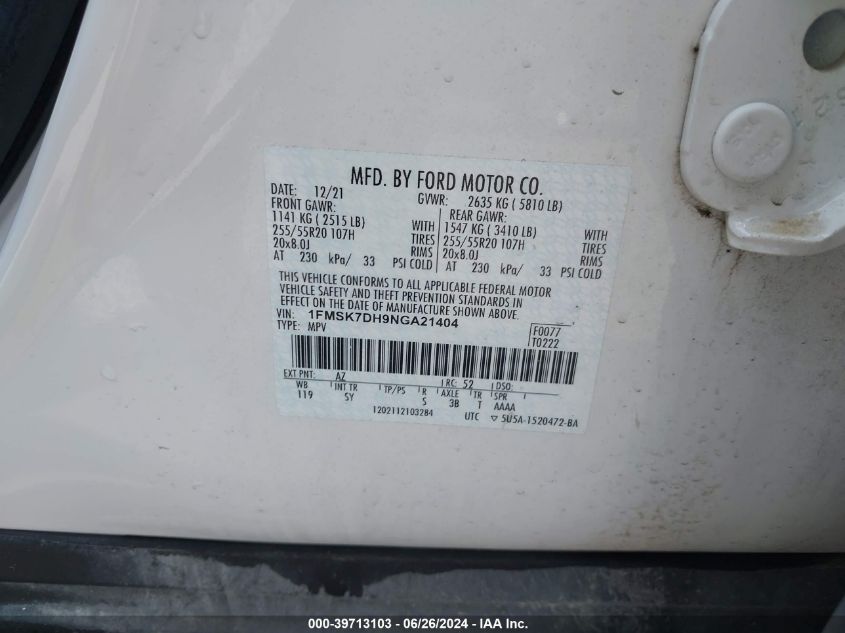 MFD. BY FORD MOTOR CO.
DATE: 12/21 GVWR: 2635 KG ( 5810 LB)
FRONT GAWR: REAR GAWR:
1141 KG ( 2515 LB) WITH 1547 KG ( 3410 LB) WITH
255/55R20 107H TIRES 255/55R20 107H TIRES
20x8.0J RIMS 20x8.0J RIMS
AT 230 kPa/ 33 PSI COLD AT 230 kPa/ 33 PSI COLD
THIS VEHICLE CONFORMS TO ALL APPLICABLE FEDERAL MOTOR
VEHICLE SAFETY AND THEFT PREVENTION STANDARDS IN
EFFECT ON THE DATE OF MANUFACTURE SHOWN ABOVE.
VIN: 1FMSK7DH9NGA21404
TYPE: MPV F0077
T0222
EXT PNT: AZ RC: 52 DSO:
WB INT TR TP/PS R AXLE TR SPR
119 SY S 3B T AAAA
1202112103284 UTC ▽ 5U5A-1520472-BA
000-39713103 - 06/26/2024 - IAA Inc.